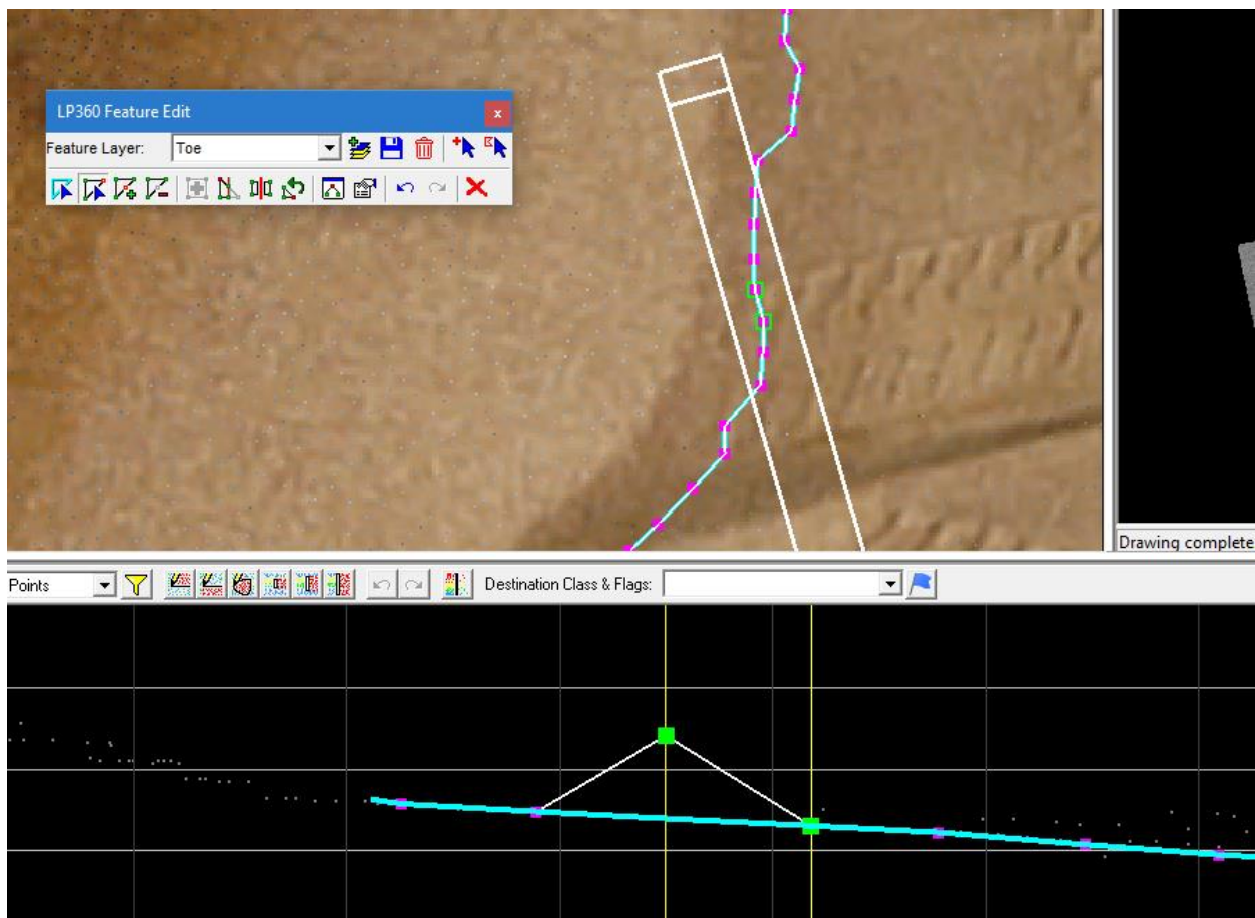 LP360 Feature Edit
x
Feature Layer:
Toe
Drawing complete
Points
Destination Class & Flags: